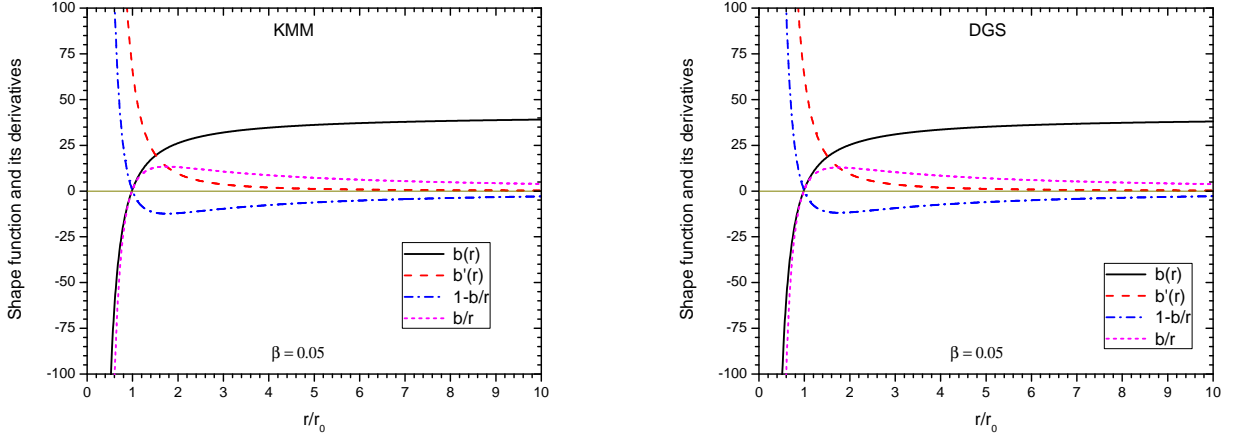 KMM
Shape function and its derivatives
100
75
50
25
0
-25
-50
-75
-100
b(r)
b'(r)
1-b/r
b/r
β = 0.05
0 1 2 3 4 5 6 7 8 9 10
r/r₀
DGS
Shape function and its derivatives
100
75
50
25
0
-25
-50
-75
-100
b(r)
b'(r)
1-b/r
b/r
β = 0.05
0 1 2 3 4 5 6 7 8 9 10
r/r₀